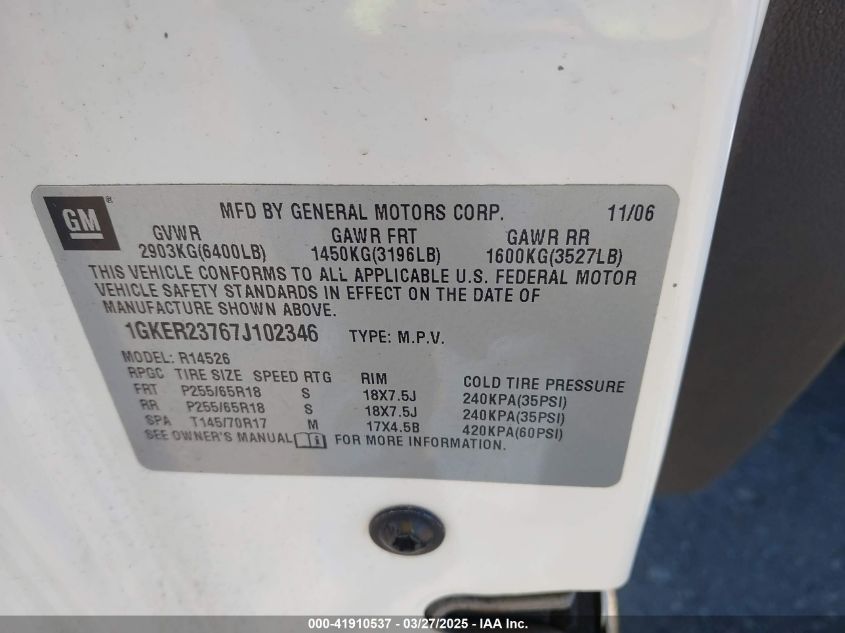 GM ®
MFD BY GENERAL MOTORS CORP. 11/06
GVWR GAWR FRT GAWR RR
2903KG(6400LB) 1450KG(3196LB) 1600KG(3527LB)
THIS VEHICLE CONFORMS TO ALL APPLICABLE U.S. FEDERAL MOTOR
VEHICLE SAFETY STANDARDS IN EFFECT ON THE DATE OF
MANUFACTURE SHOWN ABOVE.
1GKER23767J102346 TYPE: M.P.V.
MODEL: R14526
RPGC TIRE SIZE SPEED RTG RIM COLD TIRE PRESSURE
FRT P255/65R18 S 18X7.5J 240KPA(35PSI)
RR P255/65R18 S 18X7.5J 240KPA(35PSI)
SPA T145/70R17 M 17X4.5B 420KPA(60PSI)
SEE OWNER'S MANUAL i FOR MORE INFORMATION.
000-41910537 - 03/27/2025 - IAA Inc.